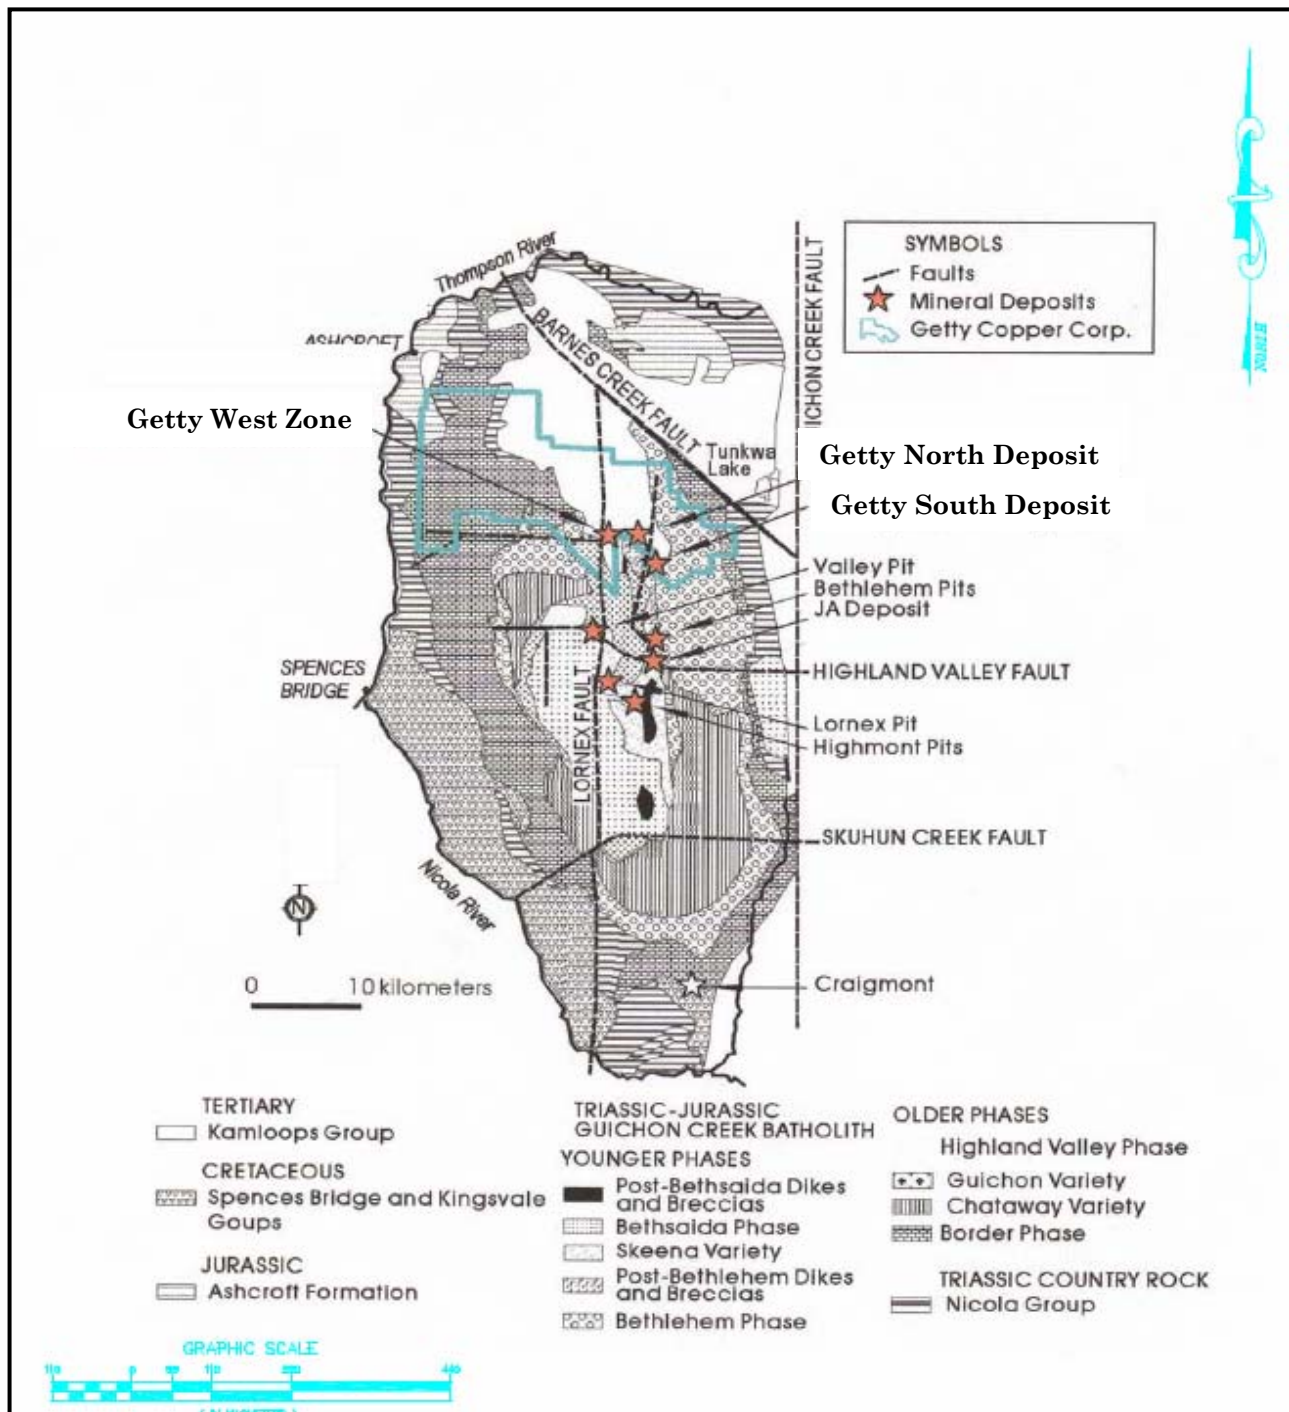 SYMBOLS
Faults
Mineral Deposits
Getty Copper Corp.
Thompson River
ASHCROFT
BARNES CREEK FAULT
ICHON CREEK FAULT
Getty West Zone
Tunkwa
Lake
Getty North Deposit
Getty South Deposit
Valley Pit
Bethlehem Pits
JA Deposit
HIGHLAND VALLEY FAULT
SPENCES
BRIDGE
LORNEX FAULT
Lornex Pit
Highmont Pits
SKUHUN CREEK FAULT
Nicola River
N
0 10 kilometers
Craigmont
TERTIARY
Kamloops Group
CRETACEOUS
Spences Bridge and Kingsvale
Goups
JURASSIC
Ashcroft Formation
TRIASSIC-JURASSIC
GUICHON CREEK BATHOLITH
YOUNGER PHASES
Post-Bethsaida Dikes
and Breccias
Bethsaida Phase
Skeena Variety
Post-Bethlehem Dikes
and Breccias
Bethlehem Phase
OLDER PHASES
Highland Valley Phase
Guichon Variety
Chataway Variety
Border Phase
TRIASSIC COUNTRY ROCK
Nicola Group
GRAPHIC SCALE